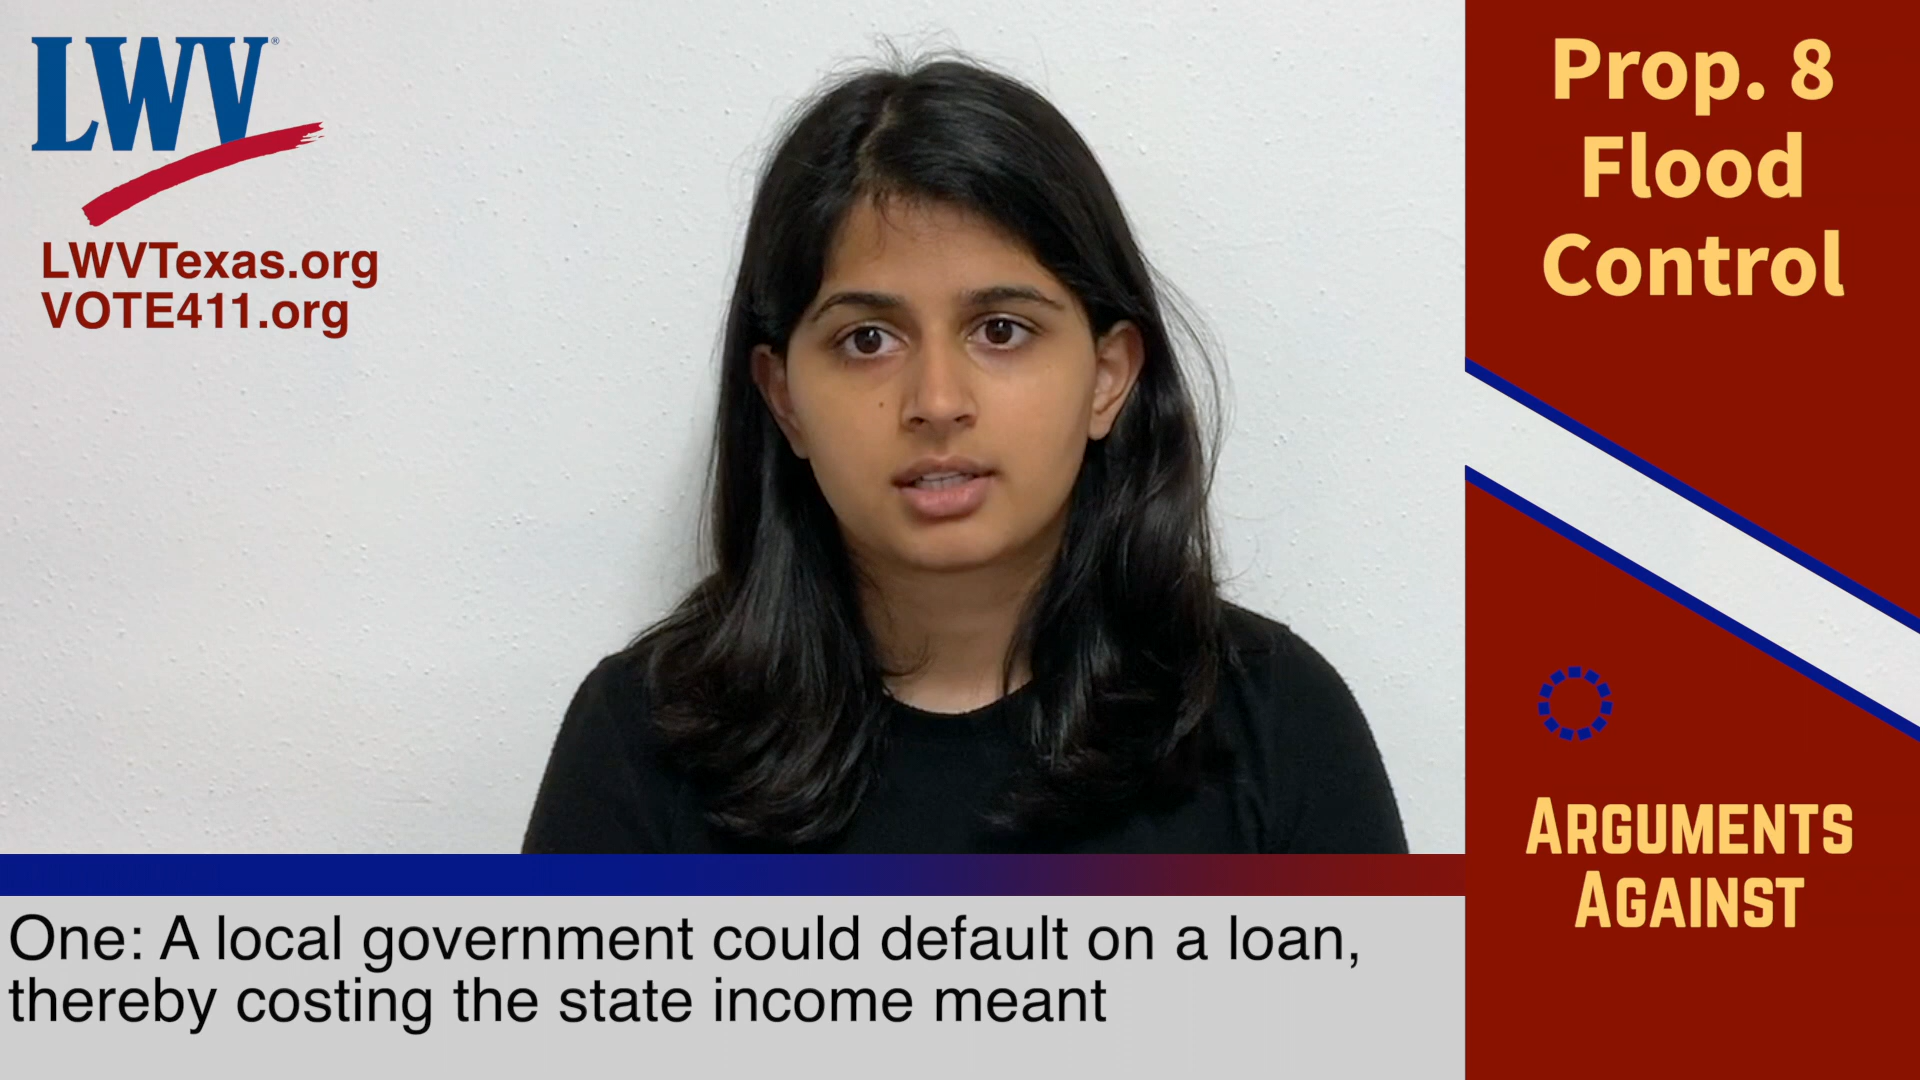 LWV®
LWVTexas.org
VOTE411.org
Prop. 8
Flood
Control
ARGUMENTS
AGAINST
One: A local government could default on a loan,
thereby costing the state income meant